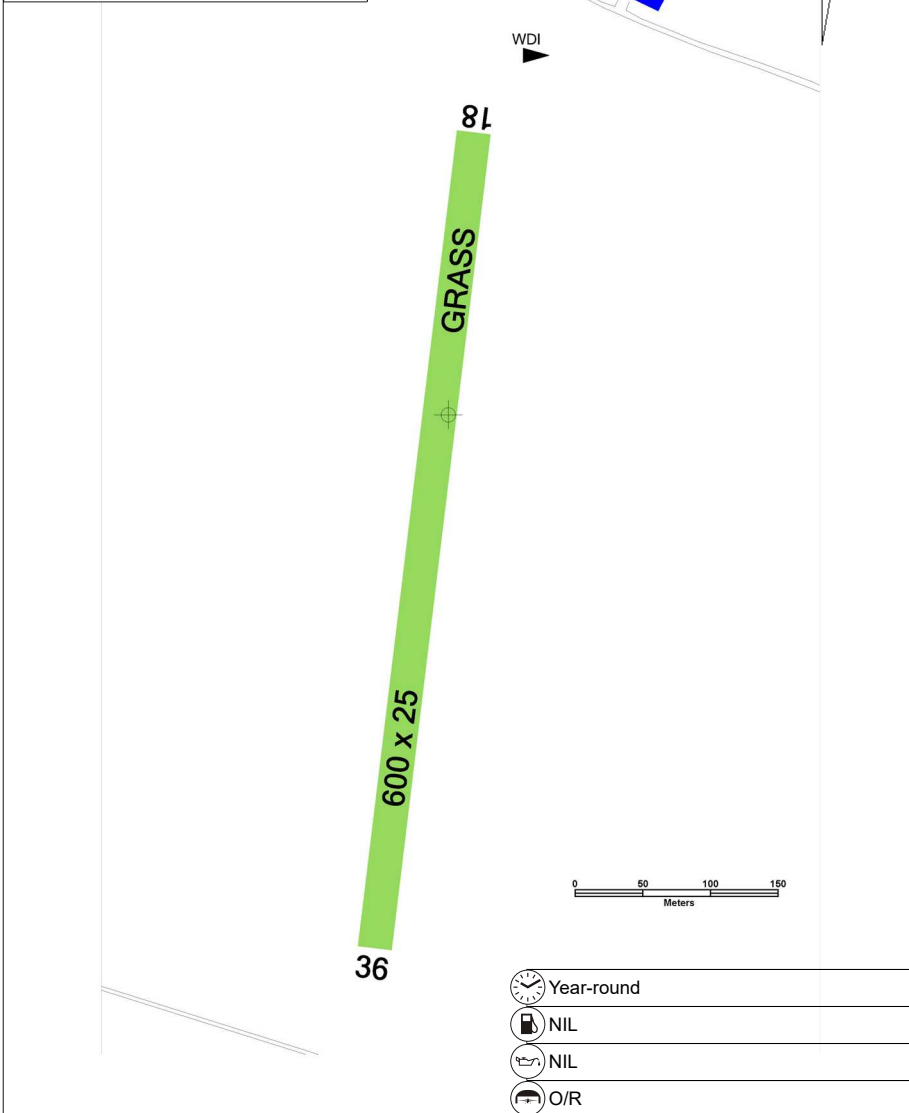 WDI
18
GRASS
600 x 25
0 50 100 150
Meters
36
Year-round
NIL
NIL
O/R